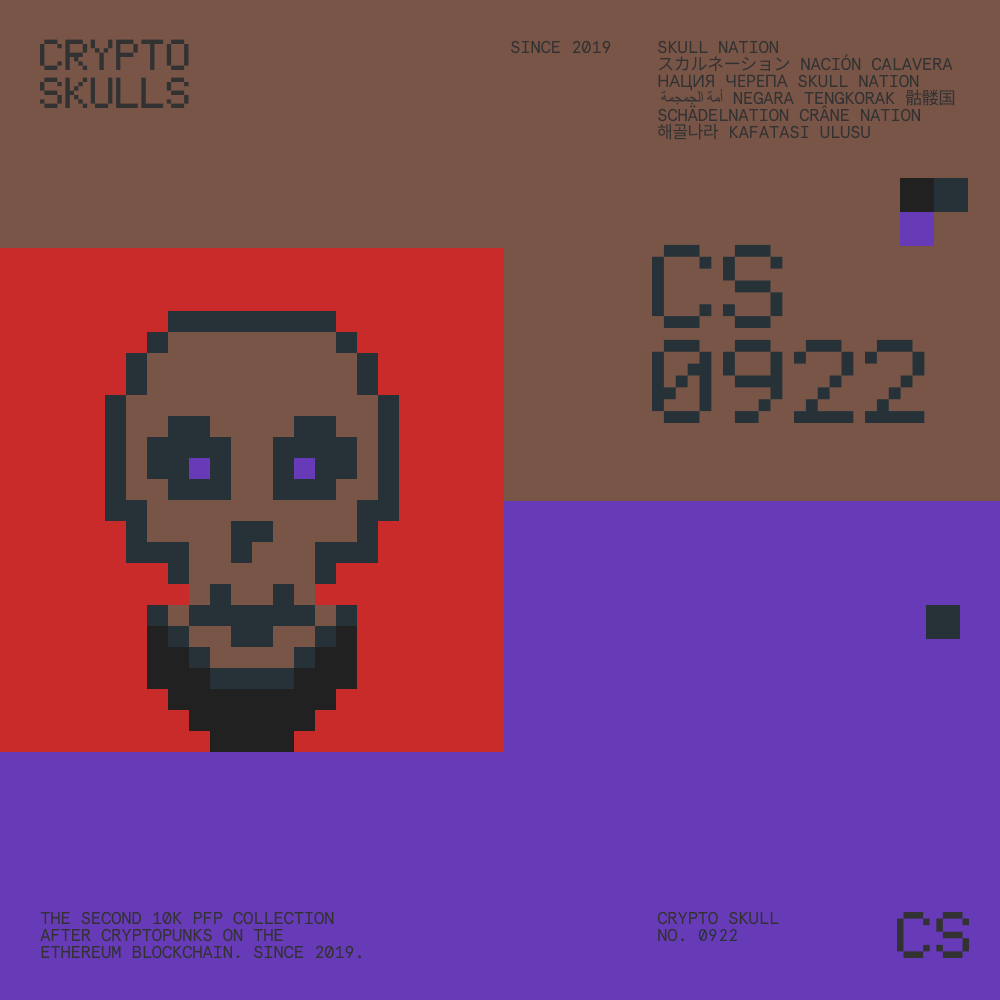 CRYPTO
SKULLS
SINCE 2019
SKULL NATION
スカルネーション NACIÓN CALAVERA
НАЦИЯ ЧЕРЕПА SKULL NATION
أمة الجمجمة NEGARA TENGKORAK 骷髅国
SCHÄDELNATION CRÂNE NATION
해골나라 KAFATASI ULUSU
CS
0922
THE SECOND 10K PFP COLLECTION
AFTER CRYPTOPUNKS ON THE
ETHEREUM BLOCKCHAIN. SINCE 2019.
CRYPTO SKULL
NO. 0922
CS